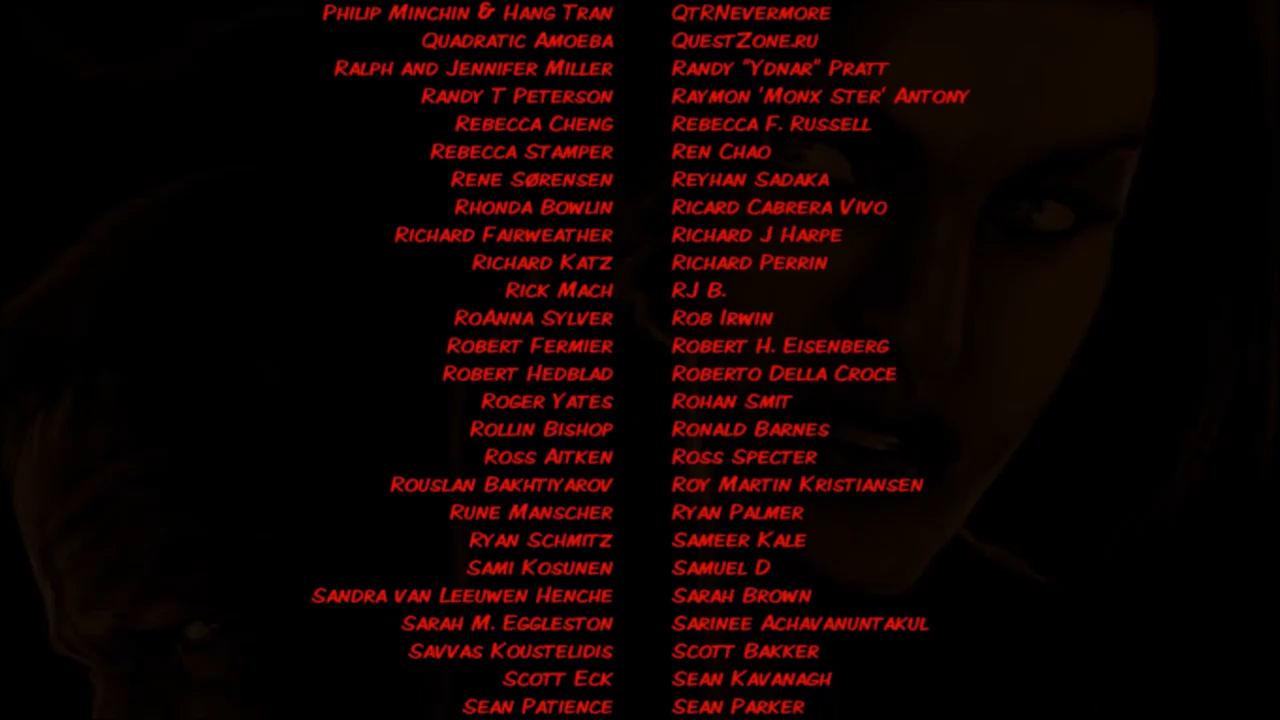 Philip Minchin & Hang Tran QtRNevermore
Quadratic Amoeba QuestZone.ru
Ralph and Jennifer Miller Randy "Ydnar" Pratt
Randy T Peterson Raymon 'Monx Ster' Antony
Rebecca Cheng Rebecca F. Russell
Rebecca Stamper Ren Chao
Rene Sørensen Reyhan Sadaka
Rhonda Bowlin Ricard Cabrera Vivo
Richard Fairweather Richard J Harpe
Richard Katz Richard Perrin
Rick Mach RJ B.
RoAnna Sylver Rob Irwin
Robert Fermier Robert H. Eisenberg
Robert Hedblad Roberto Della Croce
Roger Yates Rohan Smit
Rollin Bishop Ronald Barnes
Ross Aitken Ross Specter
Rouslan Bakhtiyarov Roy Martin Kristiansen
Rune Manscher Ryan Palmer
Ryan Schmitz Sameer Kale
Sami Kosunen Samuel D
Sandra van Leeuwen Henche Sarah Brown
Sarah M. Eggleston Sarinee Achavanuntakul
Savvas Koustelidis Scott Bakker
Scott Eck Sean Kavanagh
Sean Patience Sean Parker